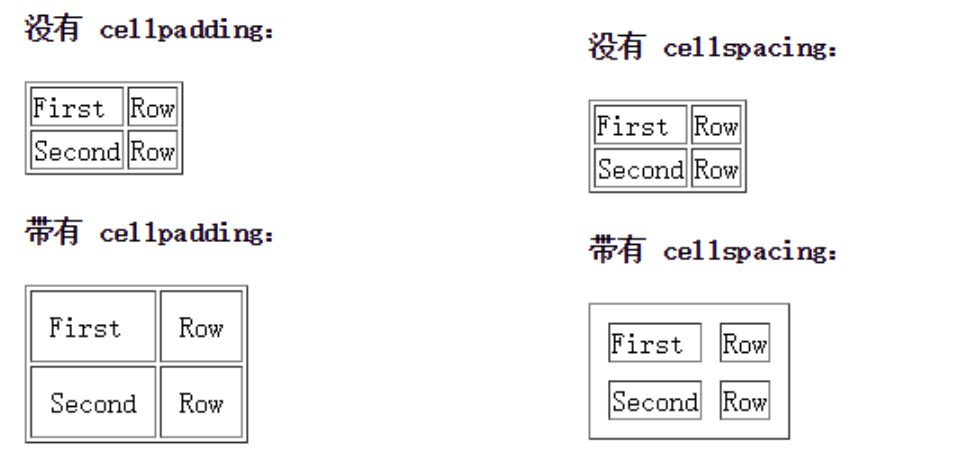 没有 cellpadding：
First Row
Second Row
带有 cellpadding：
First Row
Second Row
没有 cellspacing：
First Row
Second Row
带有 cellspacing：
First Row
Second Row